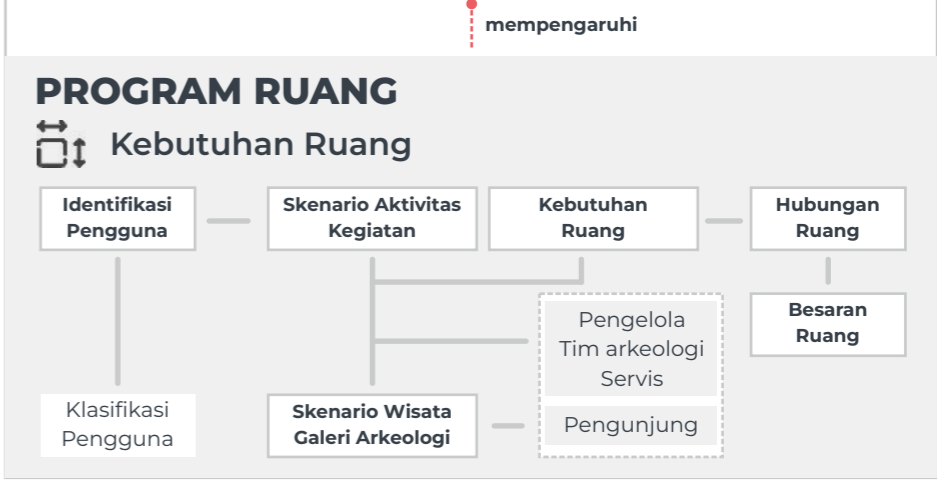 mempengaruhi
PROGRAM RUANG
Kebutuhan Ruang
Identifikasi
Pengguna
Skenario Aktivitas
Kegiatan
Kebutuhan
Ruang
Hubungan
Ruang
Besaran
Ruang
Pengelola
Tim arkeologi
Servis
Klasifikasi
Pengguna
Skenario Wisata
Galeri Arkeologi
Pengunjung